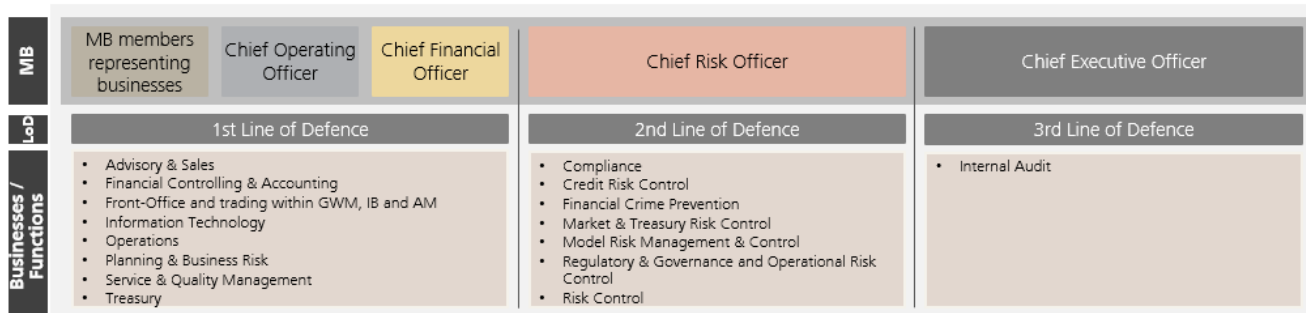 MB
MB members
representing
businesses
Chief Operating
Officer
Chief Financial
Officer
Chief Risk Officer
Chief Executive Officer
LoD
1st Line of Defence
2nd Line of Defence
3rd Line of Defence
Businesses /
Functions
• Advisory & Sales
• Financial Controlling & Accounting
• Front-Office and trading within GWM, IB and AM
• Information Technology
• Operations
• Planning & Business Risk
• Service & Quality Management
• Treasury
• Compliance
• Credit Risk Control
• Financial Crime Prevention
• Market & Treasury Risk Control
• Model Risk Management & Control
• Regulatory & Governance and Operational Risk
Control
• Risk Control
• Internal Audit